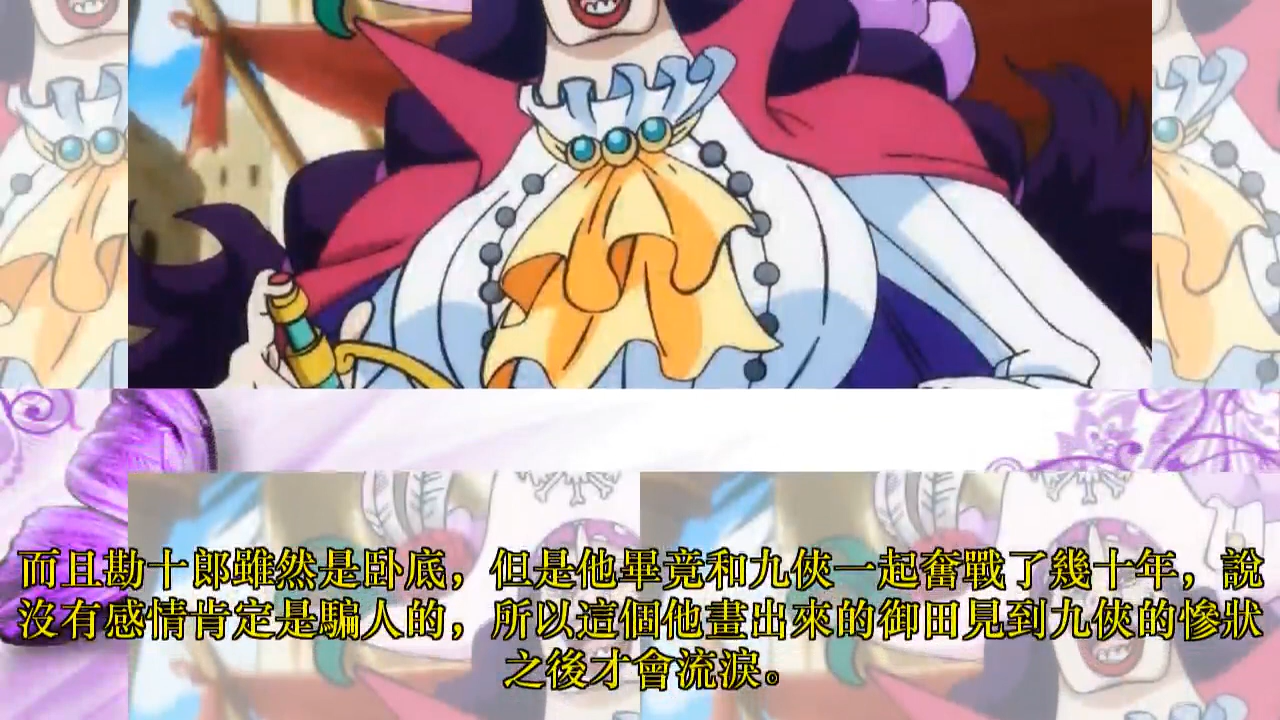 而且勘十郎雖然是卧底，但是他畢竟和九俠一起奮戰了幾十年，說
沒有感情肯定是騙人的，所以這個他畫出來的御田見到九俠的慘狀
之後才會流淚。